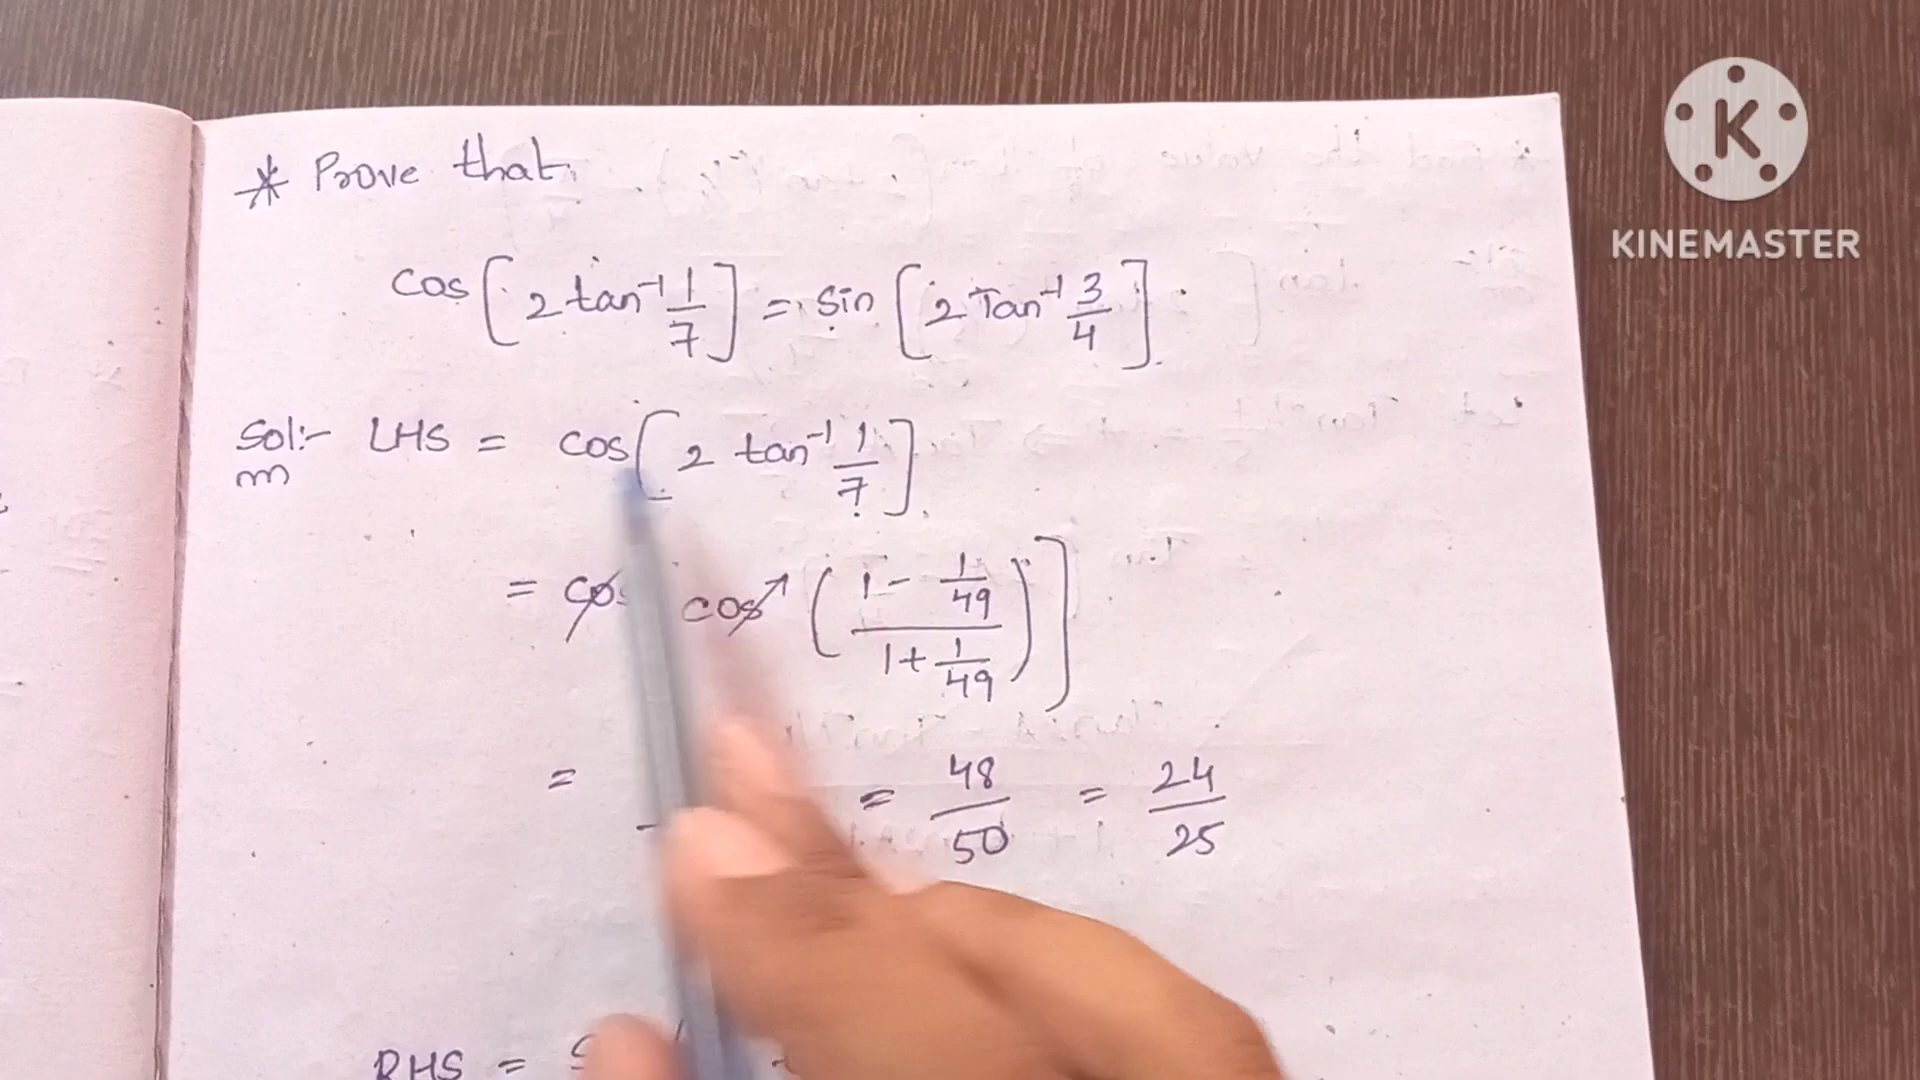 * Prove that
cos[2 tan⁻¹ 1/7] = sin[2 Tan⁻¹ 3/4].
Sol:- LHS = cos[2 tan⁻¹ 1/7]
= cos cos⁻¹ ((1 - 1/49)/(1 + 1/49))]
= = 48/50 = 24/25
RHS =
K
KINEMASTER